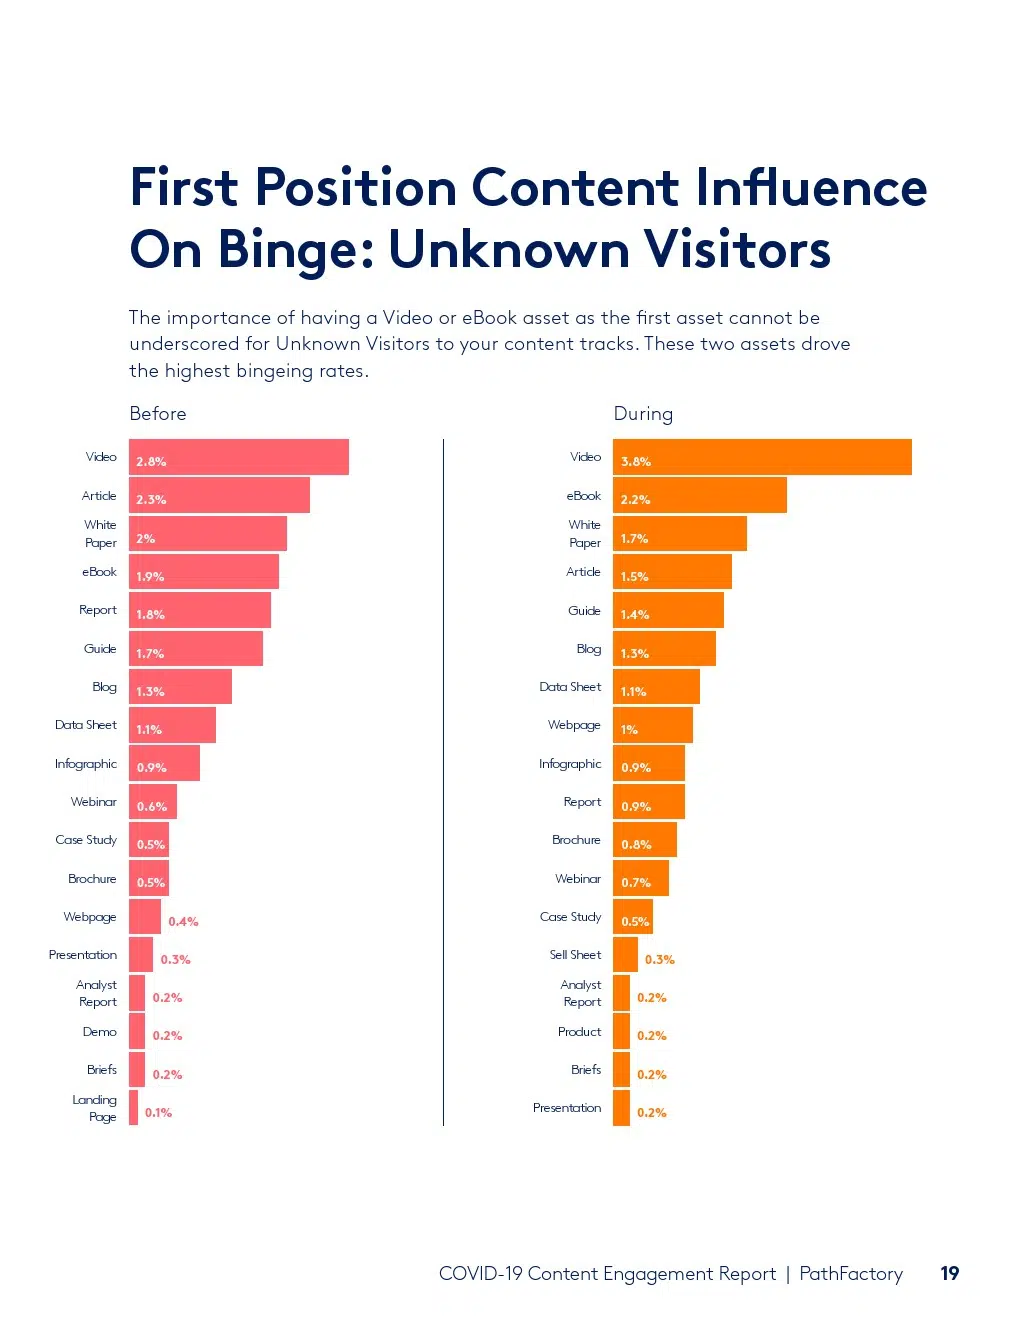 First Position Content Influence
On Binge: Unknown Visitors
The importance of having a Video or eBook asset as the first asset cannot be
underscored for Unknown Visitors to your content tracks. These two assets drove
the highest bingeing rates.
Before
Video 2.8%
Article 2.3%
White
Paper 2%
eBook 1.9%
Report 1.8%
Guide 1.7%
Blog 1.3%
Data Sheet 1.1%
Infographic 0.9%
Webinar 0.6%
Case Study 0.5%
Brochure 0.5%
Webpage 0.4%
Presentation 0.3%
Analyst
Report 0.2%
Demo 0.2%
Briefs 0.2%
Landing
Page 0.1%
During
Video 3.8%
eBook 2.2%
White
Paper 1.7%
Article 1.5%
Guide 1.4%
Blog 1.3%
Data Sheet 1.1%
Webpage 1%
Infographic 0.9%
Report 0.9%
Brochure 0.8%
Webinar 0.7%
Case Study 0.5%
Sell Sheet 0.3%
Analyst
Report 0.2%
Product 0.2%
Briefs 0.2%
Presentation 0.2%
COVID-19 Content Engagement Report | PathFactory 19